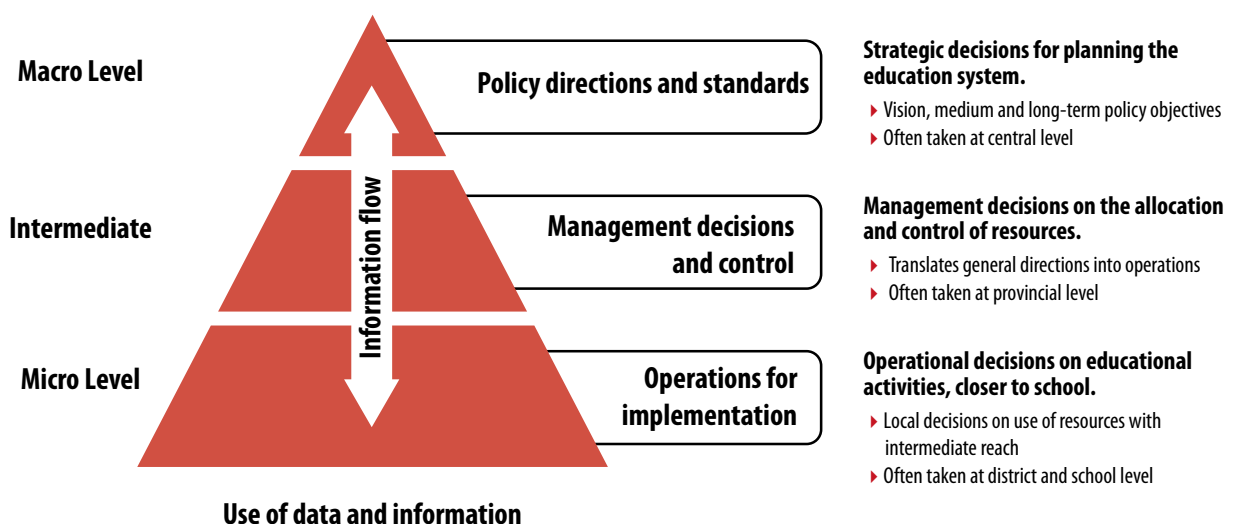 Macro Level
Policy directions and standards
Strategic decisions for planning the
education system.
Vision, medium and long-term policy objectives
Often taken at central level
Information flow
Intermediate
Management decisions
and control
Management decisions on the allocation
and control of resources.
Translates general directions into operations
Often taken at provincial level
Micro Level
Operations for
implementation
Operational decisions on educational
activities, closer to school.
Local decisions on use of resources with
intermediate reach
Often taken at district and school level
Use of data and information